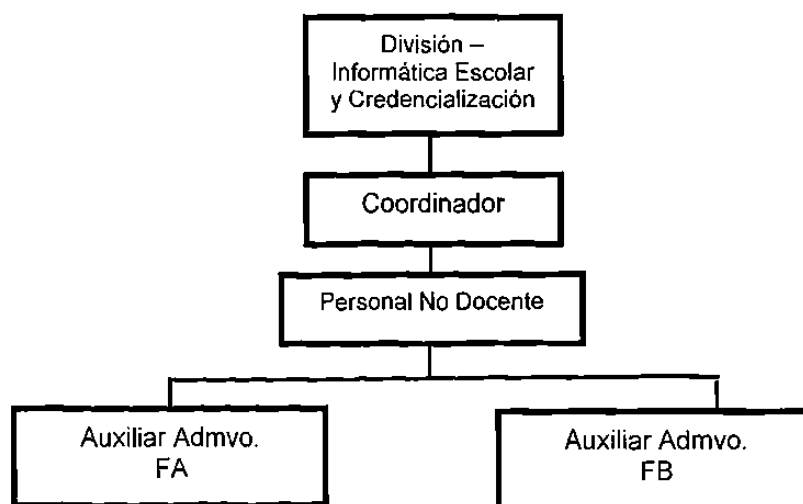 División –
Informática Escolar
y Credencialización
Coordinador
Personal No Docente
Auxiliar Admvo.
FA
Auxiliar Admvo.
FB